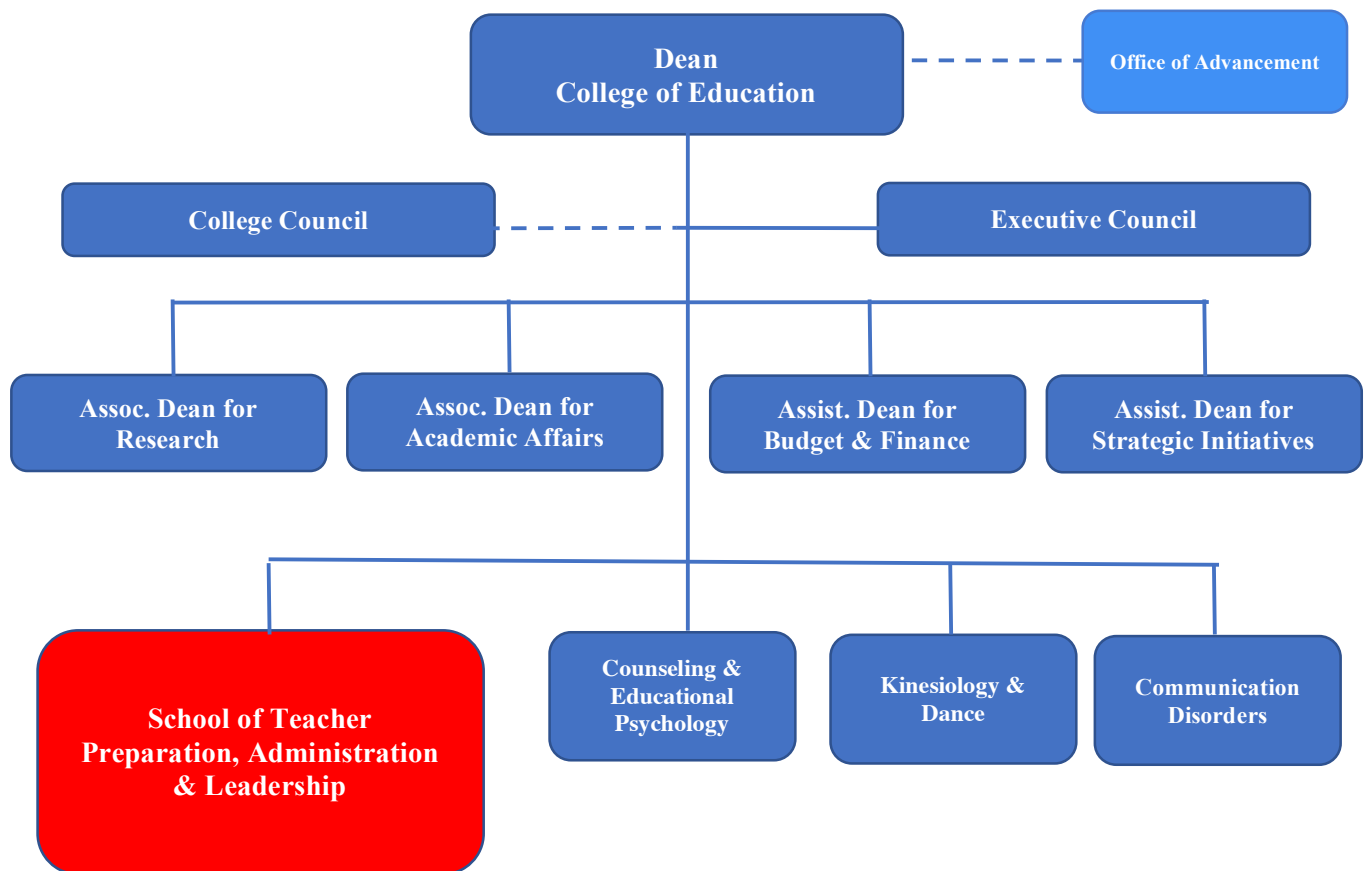 Dean
College of Education
Office of Advancement
College Council
Executive Council
Assoc. Dean for
Research
Assoc. Dean for
Academic Affairs
Assist. Dean for
Budget & Finance
Assist. Dean for
Strategic Initiatives
School of Teacher
Preparation, Administration
& Leadership
Counseling &
Educational
Psychology
Kinesiology &
Dance
Communication
Disorders